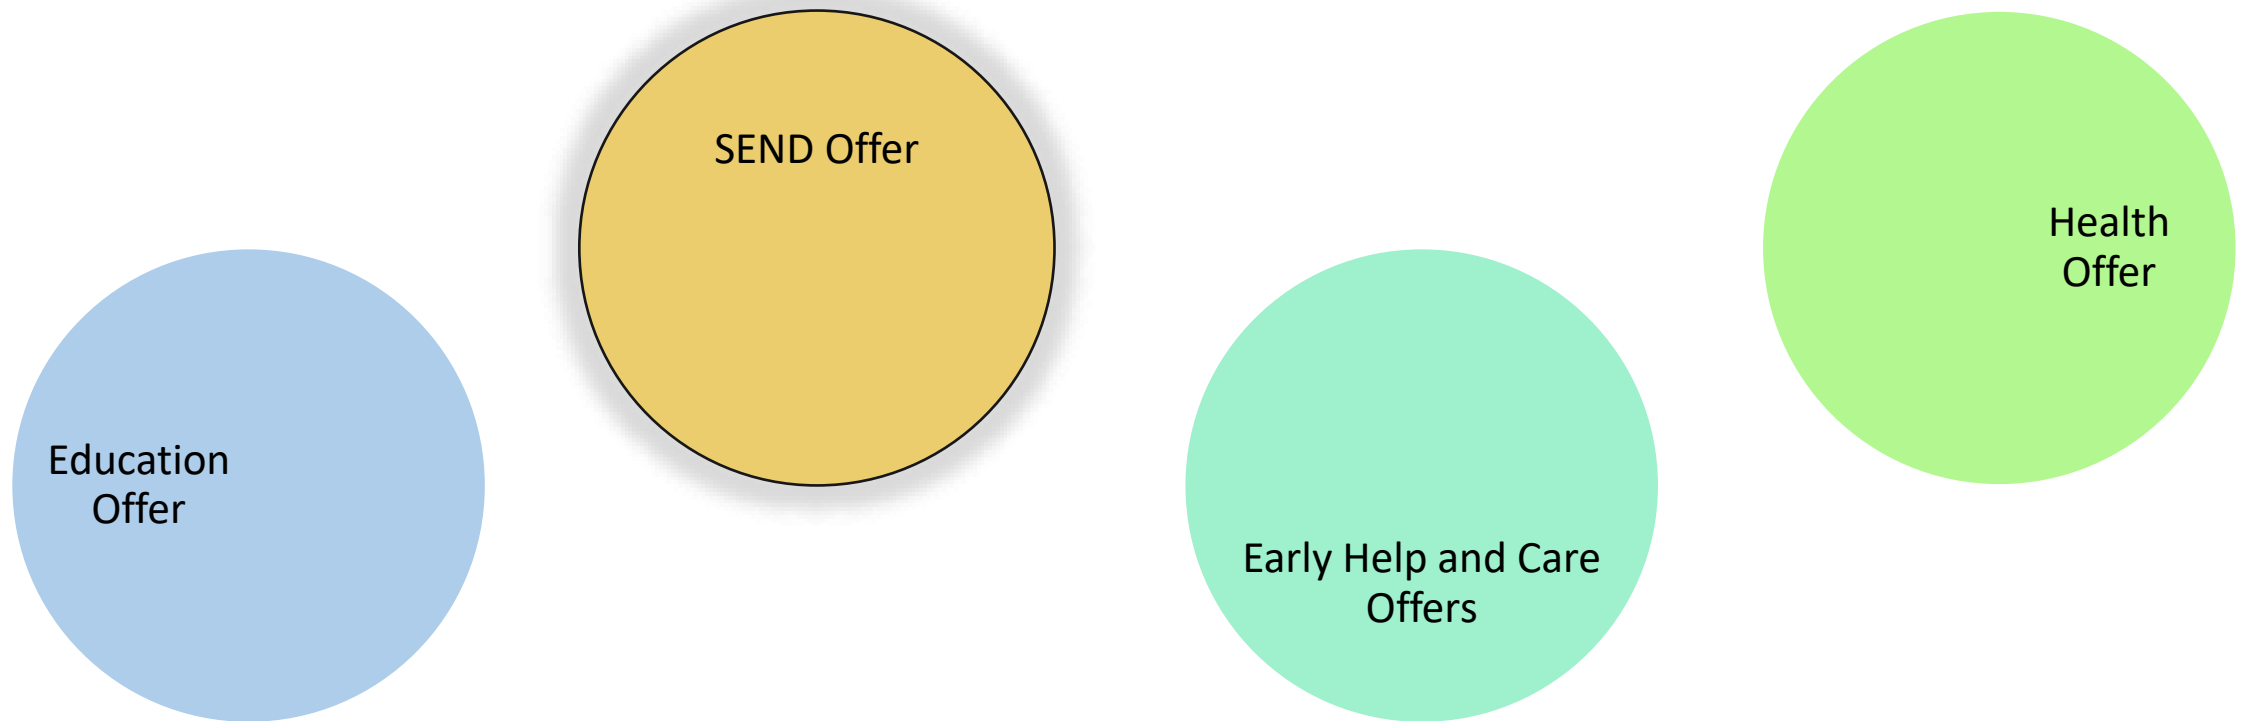 Education
Offer
SEND Offer
Early Help and Care
Offers
Health
Offer